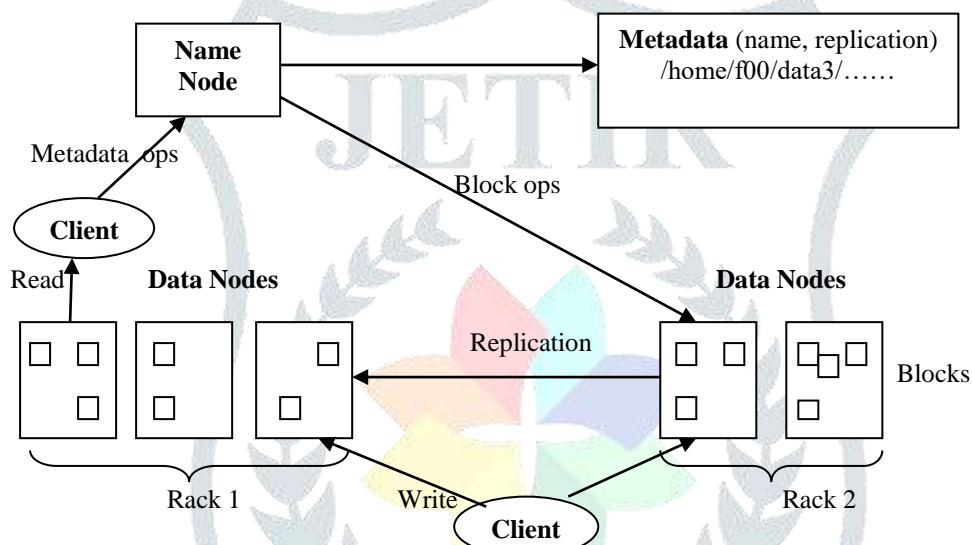 Name
Node
Metadata (name, replication)
/home/f00/data3/……
JETIR
Metadata ops
Block ops
Client
Read
Data Nodes
Data Nodes
Replication
Blocks
Rack 1
Write
Rack 2
Client